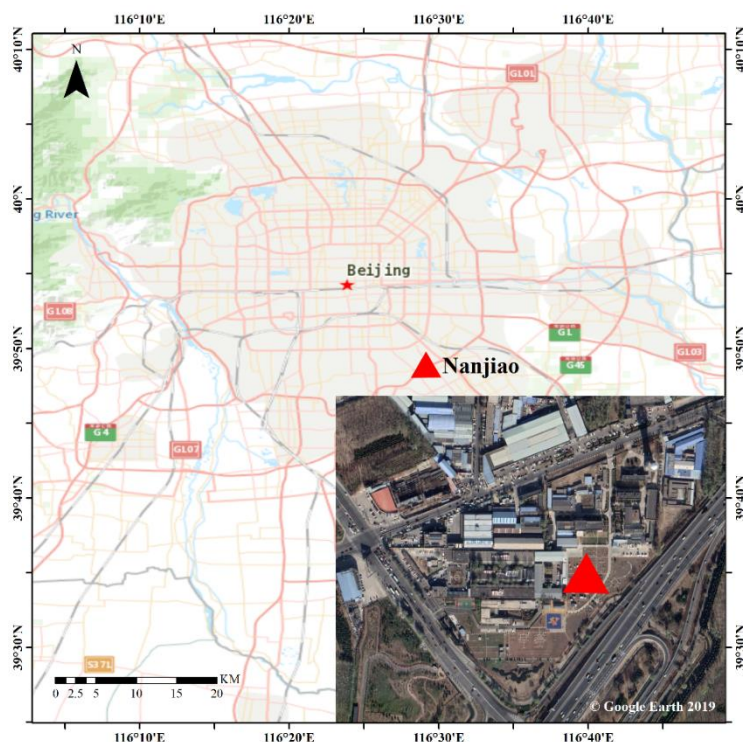 116°10'E 116°20'E 116°30'E 116°40'E
40°10'N
N
GL01
40°10'N
40°N
40°N
g River
Beijing
GL08
G1
39°50'N
GL03
39°50'N
Nanjiao
G45
G4
GL07
39°40'N
39°40'N
39°30'N
39°30'N
S371
KM
0 2.5 5 10 15 20
© Google Earth 2019
116°10'E 116°20'E 116°30'E 116°40'E